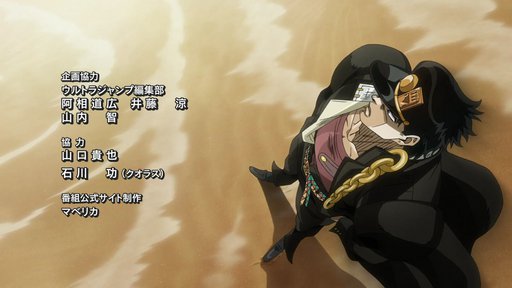 企画協力
ウルトラジャンプ編集部
阿相道広 井藤 涼
山内 智
協力
山口貴也
石川 功(クオラス)
番組公式サイト制作
マベリカ